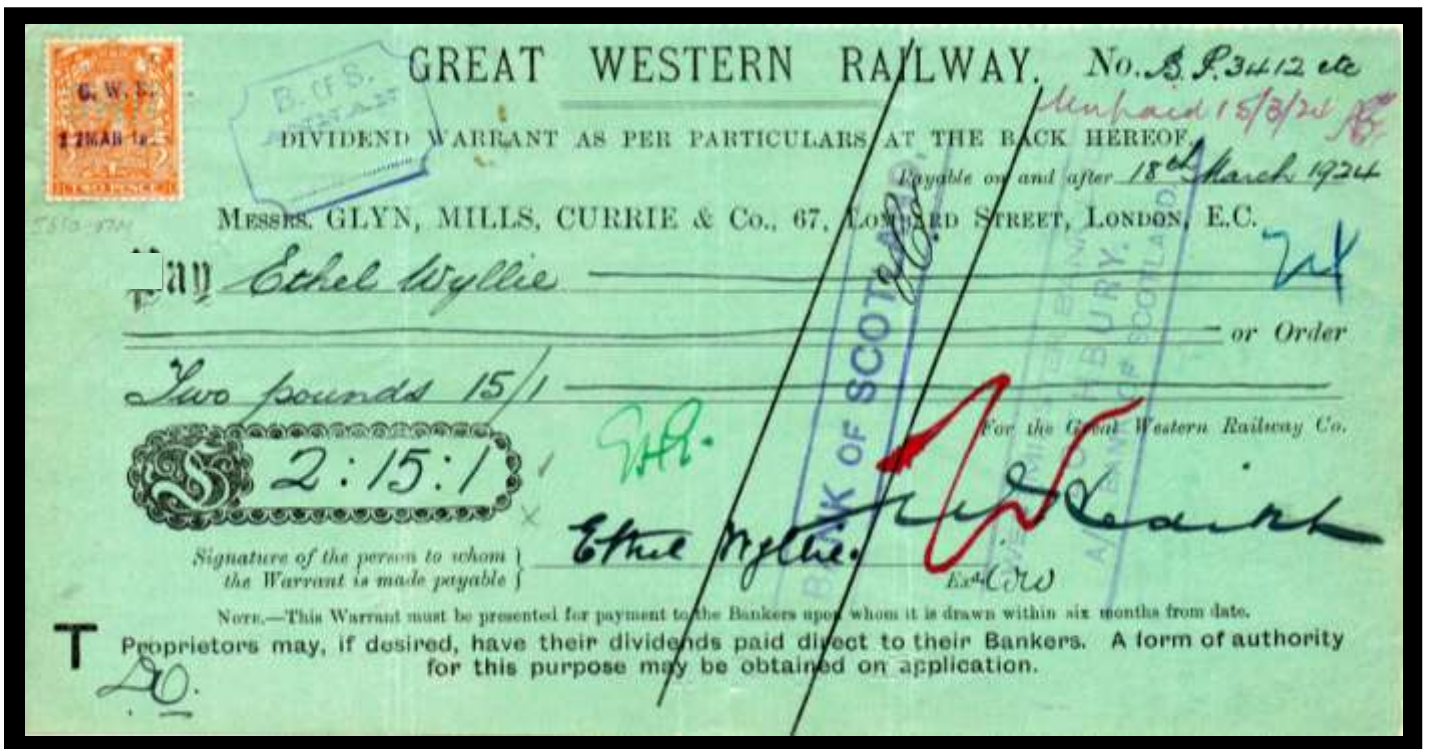 GREAT WESTERN RAILWAY. No. B.P.3412 etc
Unpaid 15/3/24
G.W.R.
B. OF S.
DIVIDEND WARRANT AS PER PARTICULARS AT THE BACK HEREOF.
TWO PENCE
Payable on and after 18th March 1924
MESSRS. GLYN, MILLS, CURRIE & Co., 67, LOMBARD STREET, LONDON, E.C.
Pay Ethel Wyllie
or Order
Two pounds 15/1
BANK OF SCOTLAND
For the Great Western Railway Co.
£ 2:15:1
Ethel Wyllie.
Signature of the person to whom
the Warrant is made payable
Exd.
NOTE.—This Warrant must be presented for payment to the Bankers upon whom it is drawn within six months from date.
T Proprietors may, if desired, have their dividends paid direct to their Bankers. A form of authority
for this purpose may be obtained on application.